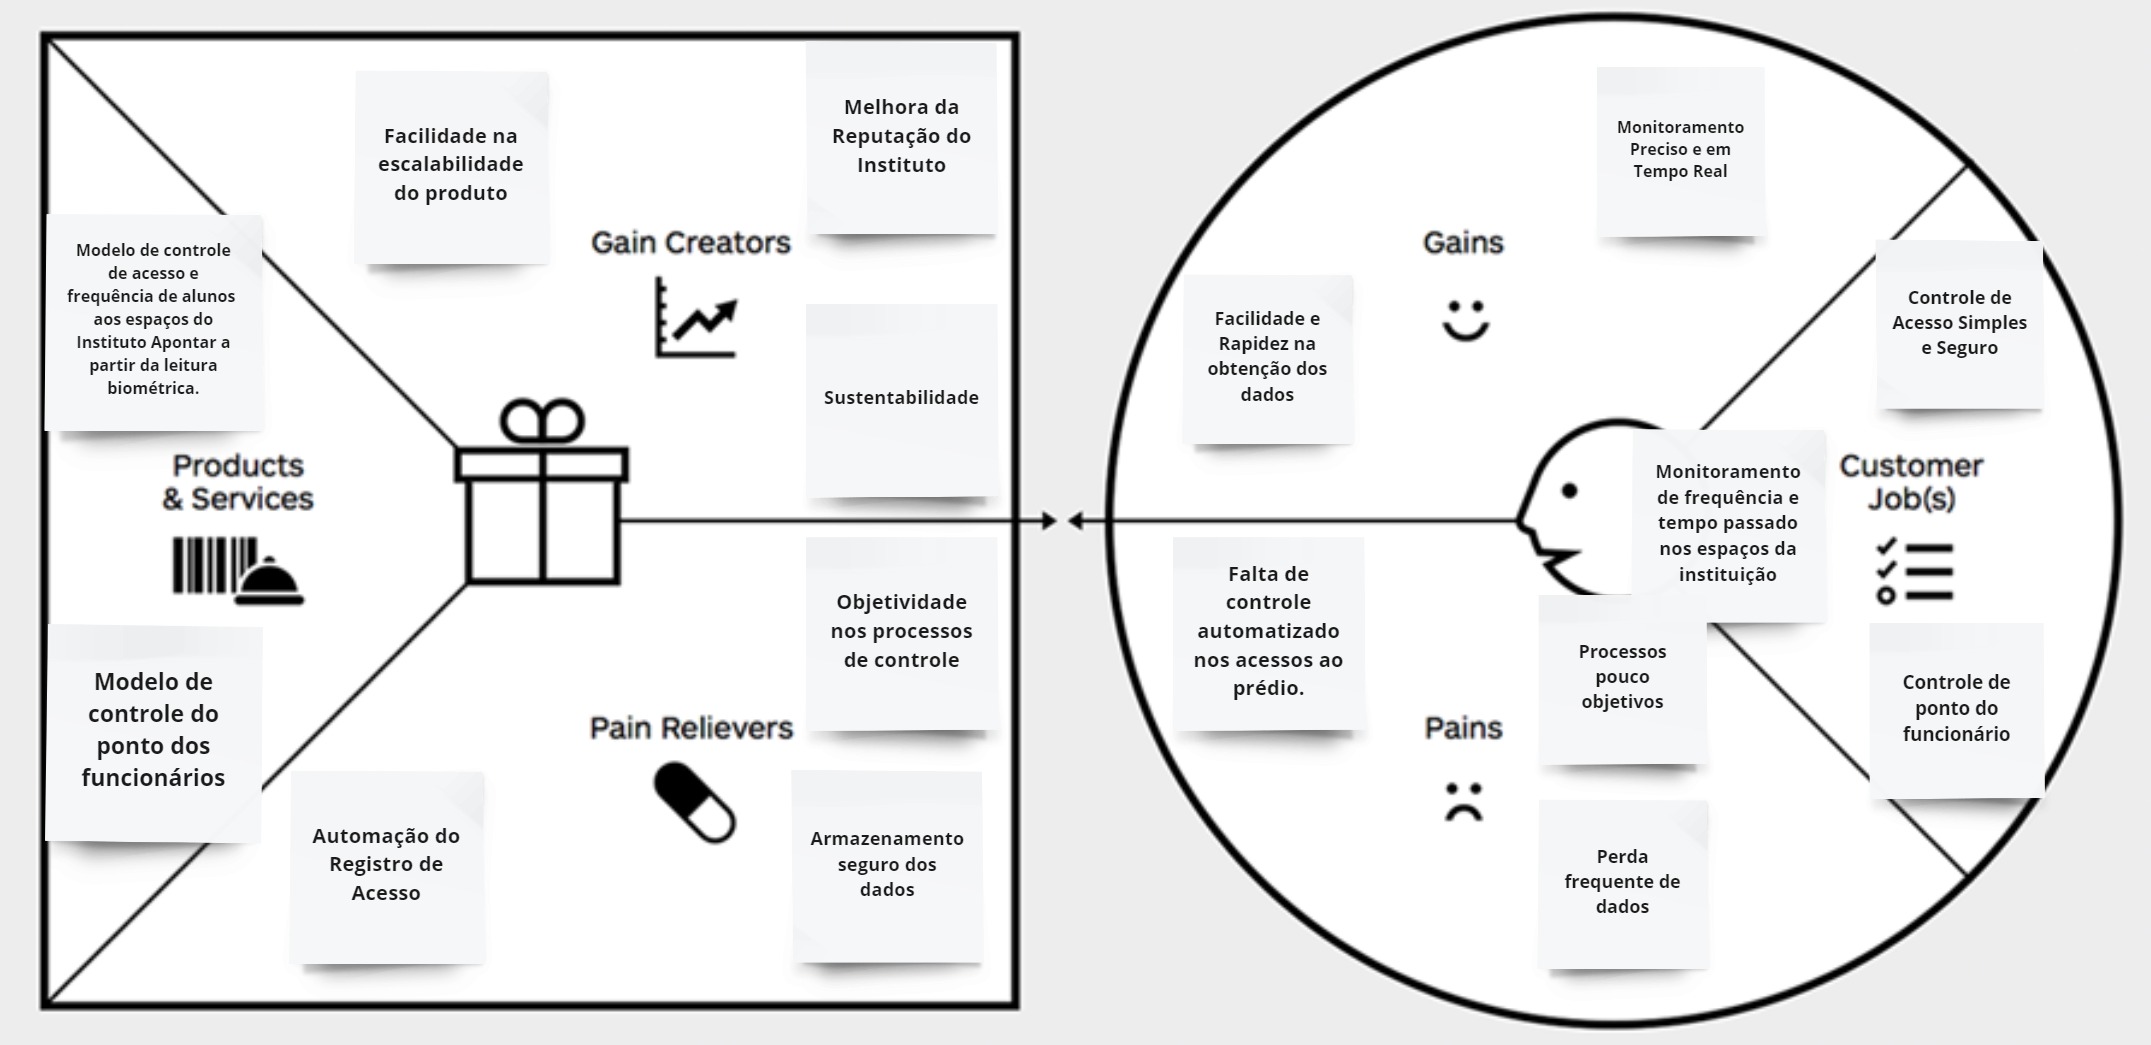 Facilidade na
escalabilidade
do produto
Melhora da
Reputação do
Instituto
Gain Creators
Modelo de controle
de acesso e
frequência de alunos
aos espaços do
Instituto Apontar a
partir da leitura
biométrica.
Sustentabilidade
Products
& Services
Objetividade
nos processos
de controle
Modelo de
controle do
ponto dos
funcionários
Pain Relievers
Automação do
Registro de
Acesso
Armazenamento
seguro dos
dados
Monitoramento
Preciso e em
Tempo Real
Gains
Facilidade e
Rapidez na
obtenção dos
dados
Controle de
Acesso Simples
e Seguro
Monitoramento
de frequência e
tempo passado
nos espaços da
instituição
Customer
Job(s)
Falta de
controle
automatizado
nos acessos ao
prédio.
Processos
pouco
objetivos
Controle de
ponto do
funcionário
Pains
Perda
frequente de
dados